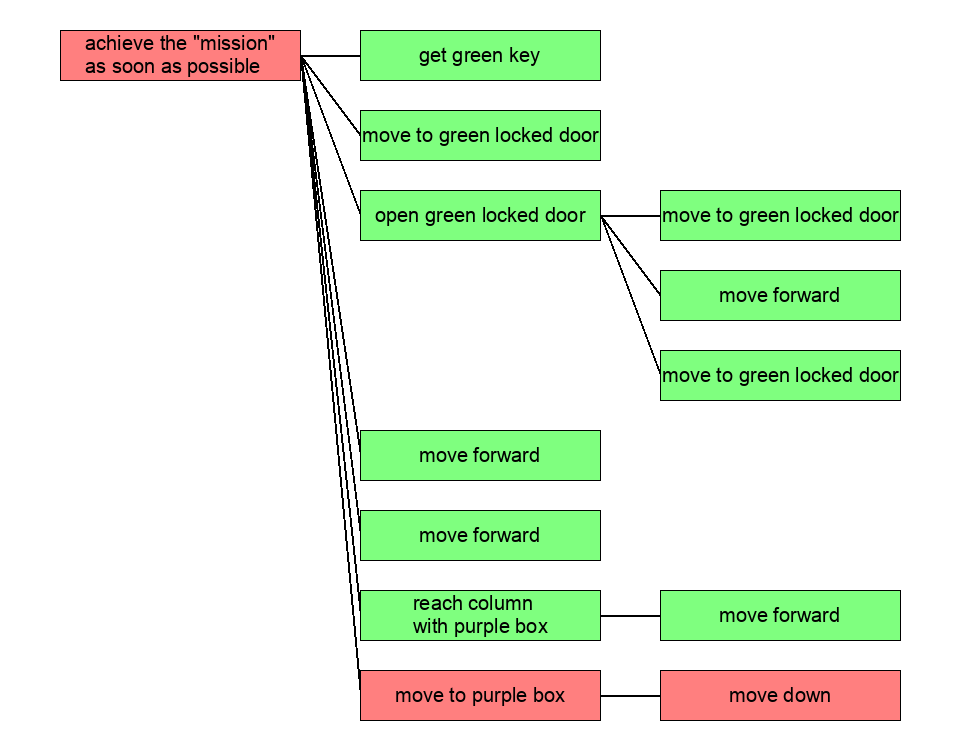 achieve the "mission"
as soon as possible
get green key
move to green locked door
open green locked door
move to green locked door
move forward
move to green locked door
move forward
move forward
reach column
with purple box
move forward
move to purple box
move down